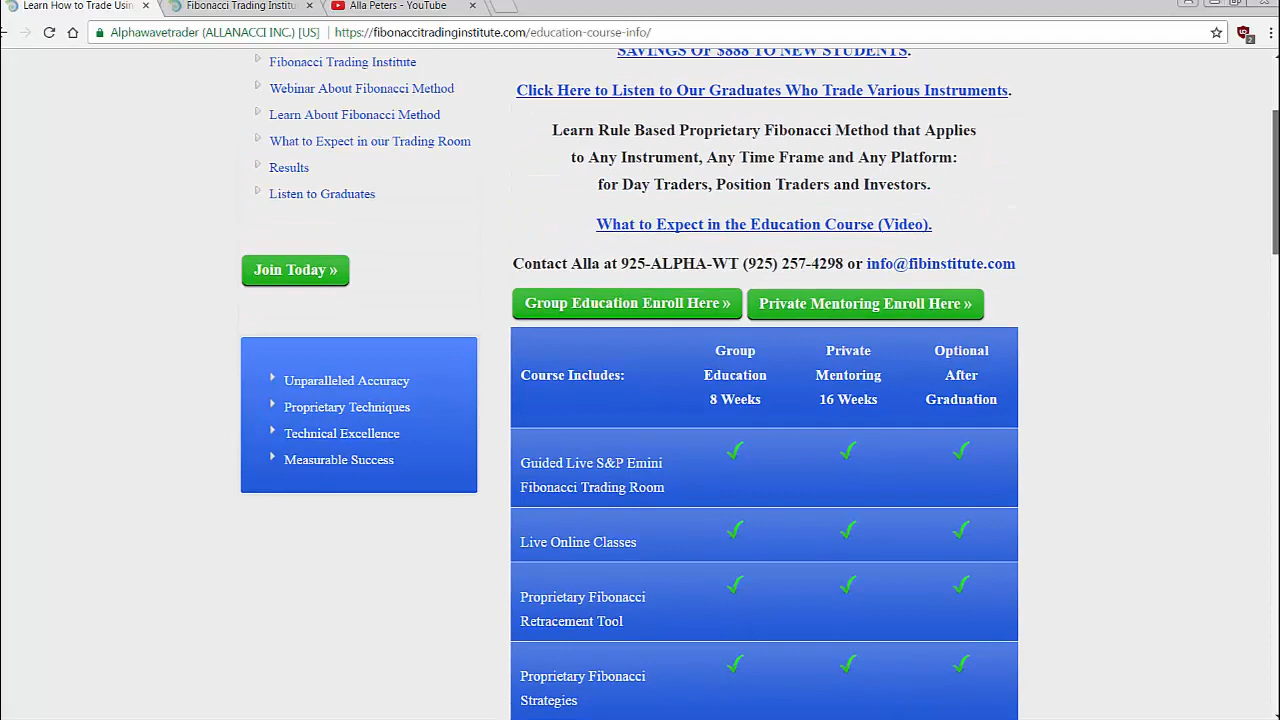 Learn How to Trade Usin
Fibonacci Trading Institu
Alla Peters - YouTube
Alphawavetrader (ALLANACCI INC.) [US]
https://fibonaccitradinginstitute.com/education-course-info/
2
Fibonacci Trading Institute
Webinar About Fibonacci Method
Learn About Fibonacci Method
What to Expect in our Trading Room
Results
Listen to Graduates
Join Today »
Unparalleled Accuracy
Proprietary Techniques
Technical Excellence
Measurable Success
SAVINGS OF $888 TO NEW STUDENTS.
Click Here to Listen to Our Graduates Who Trade Various Instruments.
Learn Rule Based Proprietary Fibonacci Method that Applies
to Any Instrument, Any Time Frame and Any Platform:
for Day Traders, Position Traders and Investors.
What to Expect in the Education Course (Video).
Contact Alla at 925-ALPHA-WT (925) 257-4298 or info@fibinstitute.com
Group Education Enroll Here »
Private Mentoring Enroll Here »
Course Includes:
Group
Education
8 Weeks
Private
Mentoring
16 Weeks
Optional
After
Graduation
Guided Live S&P Emini
Fibonacci Trading Room
Live Online Classes
Proprietary Fibonacci
Retracement Tool
Proprietary Fibonacci
Strategies